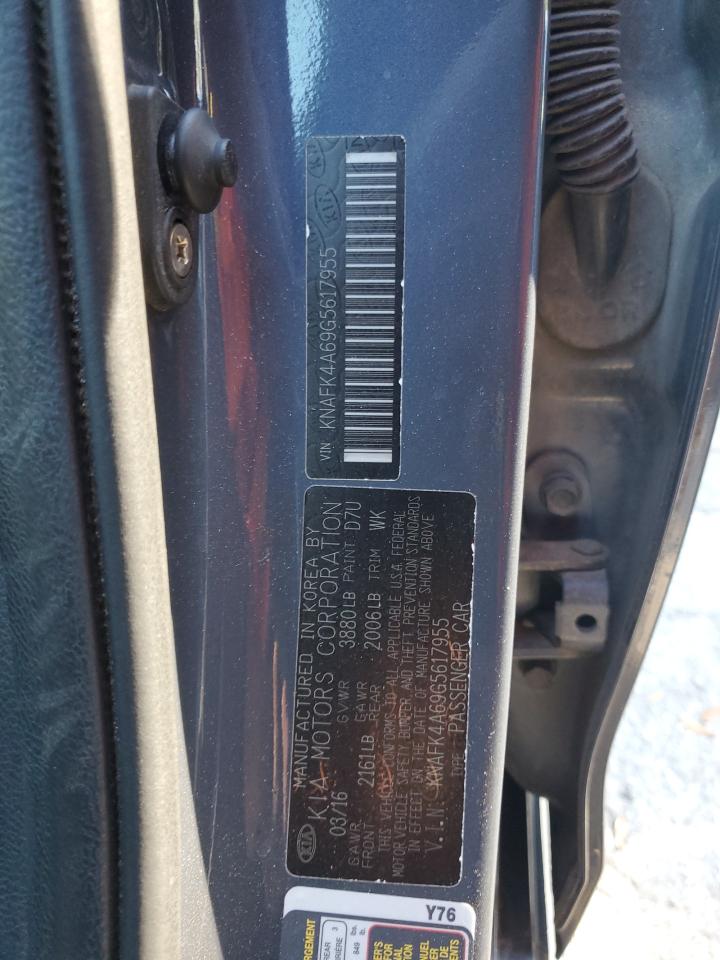 VIN KNAFK4A69G5617955
MANUFACTURED IN KOREA BY
KIA MOTORS CORPORATION
03/16 GVWR 3880LB PAINT D7U
GAWR FRONT 2161LB GAWR REAR 2006LB TRIM WK
THIS VEHICLE CONFORMS TO ALL APPLICABLE U.S.A. FEDERAL
MOTOR VEHICLE SAFETY, BUMPER, AND THEFT PREVENTION STANDARDS
IN EFFECT ON THE DATE OF MANUFACTURE SHOWN ABOVE
V.I.N: KNAFK4A69G5617955
TYPE: PASSENGER CAR
KIA
Y76